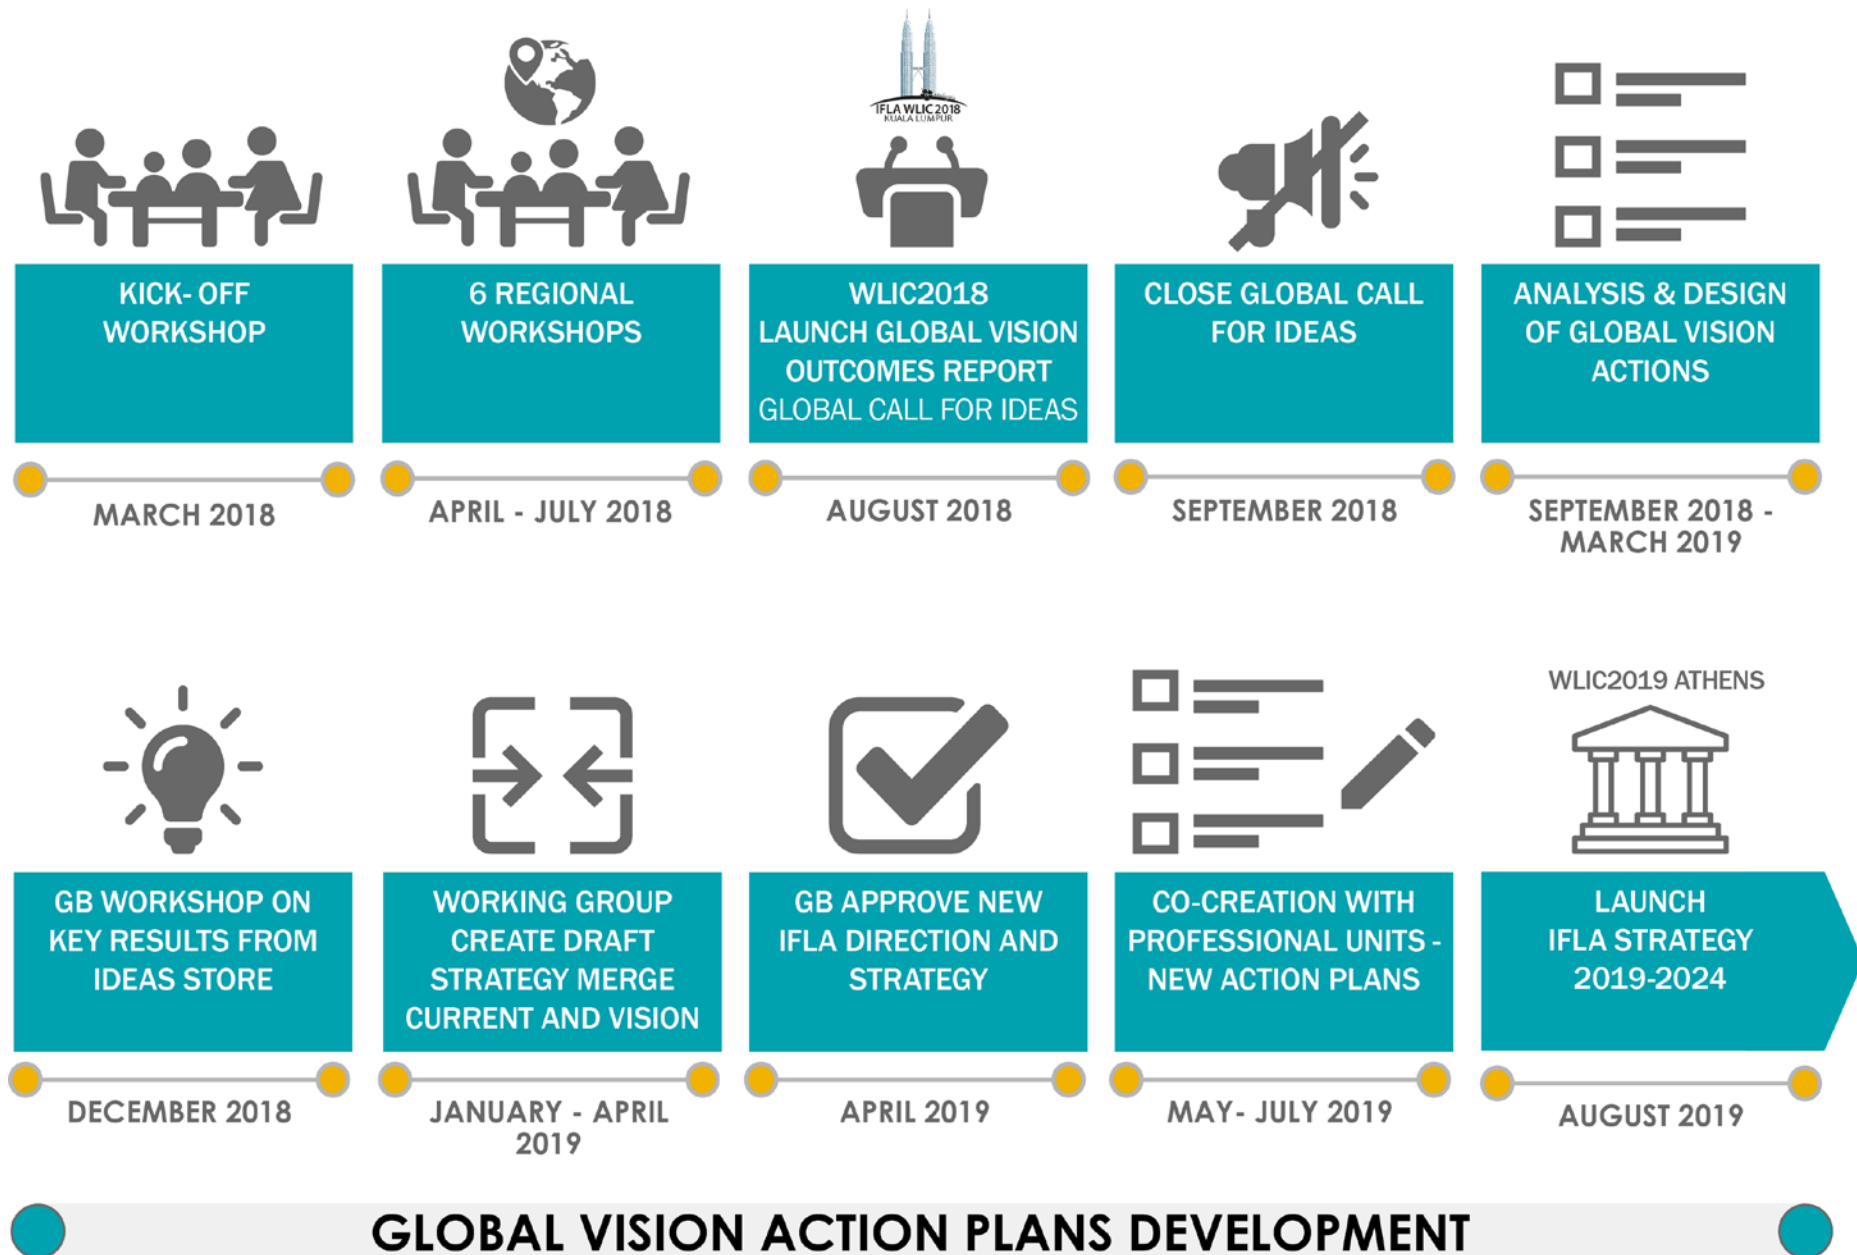 IFLA WLIC 2018
KUALA LUMPUR
KICK- OFF
WORKSHOP
MARCH 2018
6 REGIONAL
WORKSHOPS
APRIL - JULY 2018
WLIC2018
LAUNCH GLOBAL VISION
OUTCOMES REPORT
GLOBAL CALL FOR IDEAS
AUGUST 2018
CLOSE GLOBAL CALL
FOR IDEAS
SEPTEMBER 2018
ANALYSIS & DESIGN
OF GLOBAL VISION
ACTIONS
SEPTEMBER 2018 -
MARCH 2019
GB WORKSHOP ON
KEY RESULTS FROM
IDEAS STORE
DECEMBER 2018
WORKING GROUP
CREATE DRAFT
STRATEGY MERGE
CURRENT AND VISION
JANUARY - APRIL
2019
GB APPROVE NEW
IFLA DIRECTION AND
STRATEGY
APRIL 2019
CO-CREATION WITH
PROFESSIONAL UNITS -
NEW ACTION PLANS
MAY- JULY 2019
WLIC2019 ATHENS
LAUNCH
IFLA STRATEGY
2019-2024
AUGUST 2019
GLOBAL VISION ACTION PLANS DEVELOPMENT